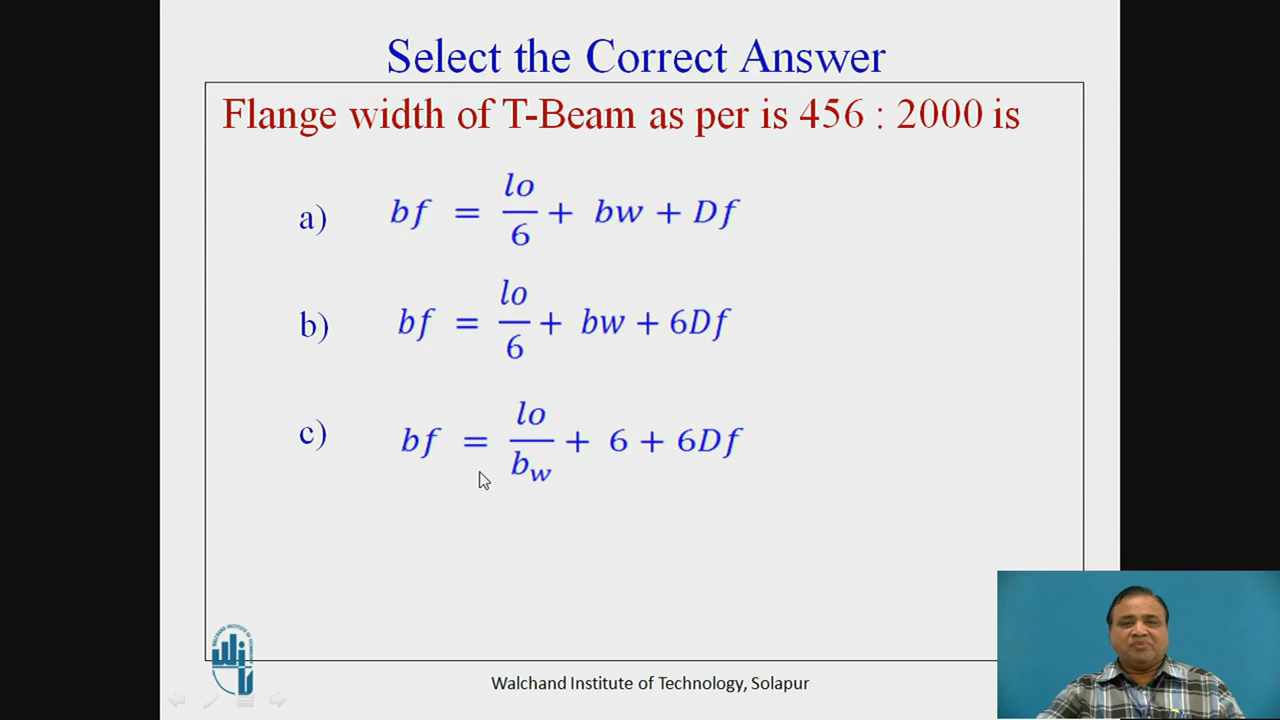 Select the Correct Answer
Flange width of T-Beam as per is 456 : 2000 is
a) bf = lo/6 + bw + Df
b) bf = lo/6 + bw + 6Df
c) bf = lo/b_w + 6 + 6Df
Walchand Institute of Technology, Solapur